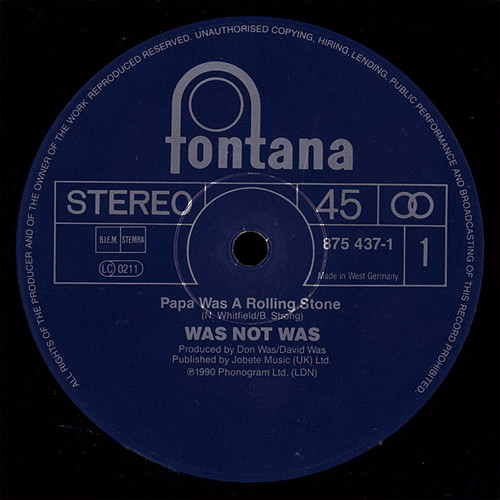 ALL RIGHTS OF THE PRODUCER AND OF THE OWNER OF THE WORK REPRODUCED RESERVED. UNAUTHORISED COPYING, HIRING, LENDING, PUBLIC PERFORMANCE AND BROADCASTING OF THIS RECORD PROHIBITED.
fontana
STEREO 45
B.I.E.M. STEMRA 875 437-1 1
LC 0211 Made in West Germany
Papa Was A Rolling Stone
(N. Whitfield/B. Strong)
WAS NOT WAS
Produced by Don Was/David Was
Published by Jobete Music (UK) Ltd.
℗1990 Phonogram Ltd. (LDN)